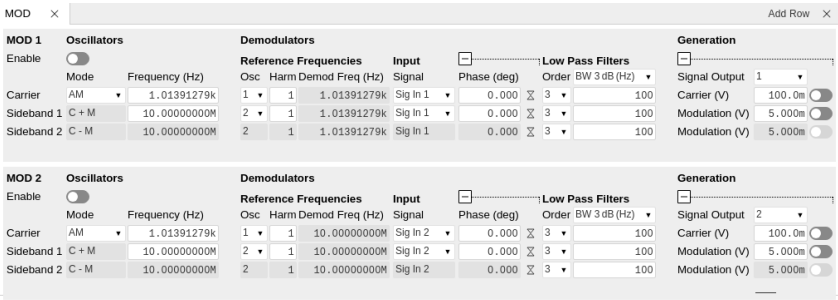 MOD × Add Row ×
MOD 1 Oscillators Demodulators Generation
Enable Reference Frequencies Input Low Pass Filters
Mode Frequency (Hz) Osc Harm Demod Freq (Hz) Signal Phase (deg) Order BW 3 dB (Hz) Signal Output 1
Carrier AM 1.01391279k 1 1 1.01391279k Sig In 1 0.000 3 100 Carrier (V) 100.0m
Sideband 1 C + M 10.00000000M 2 1 1.01391279k Sig In 1 0.000 3 100 Modulation (V) 5.000m
Sideband 2 C - M 10.00000000M 2 1 1.01391279k Sig In 1 0.000 3 100 Modulation (V) 5.000m
MOD 2 Oscillators Demodulators Generation
Enable Reference Frequencies Input Low Pass Filters
Mode Frequency (Hz) Osc Harm Demod Freq (Hz) Signal Phase (deg) Order BW 3 dB (Hz) Signal Output 2
Carrier AM 1.01391279k 1 1 10.00000000M Sig In 2 0.000 3 100 Carrier (V) 100.0m
Sideband 1 C + M 10.00000000M 2 1 10.00000000M Sig In 2 0.000 3 100 Modulation (V) 5.000m
Sideband 2 C - M 10.00000000M 2 1 10.00000000M Sig In 2 0.000 3 100 Modulation (V) 5.000m